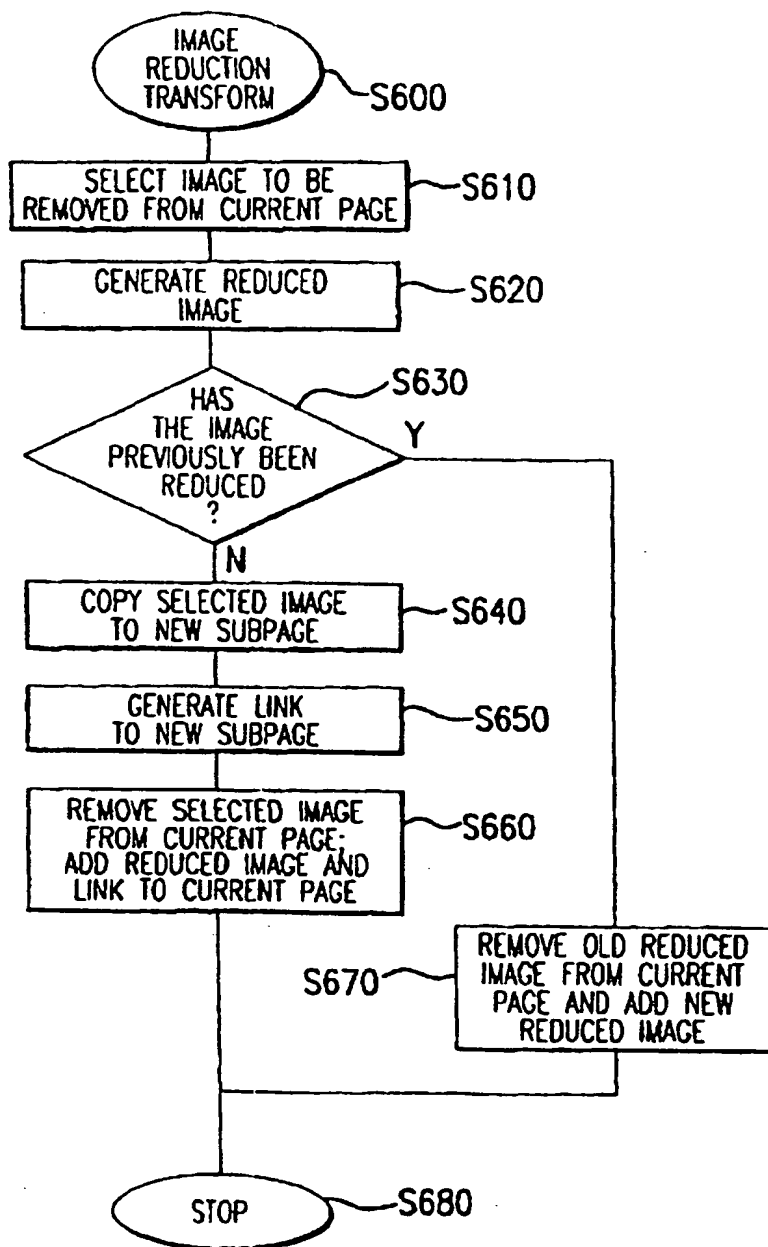 IMAGE
REDUCTION
TRANSFORM
S600
SELECT IMAGE TO BE
REMOVED FROM CURRENT PAGE
S610
GENERATE REDUCED
IMAGE
S620
HAS
THE IMAGE
PREVIOUSLY BEEN
REDUCED
?
S630
Y
N
COPY SELECTED IMAGE
TO NEW SUBPAGE
S640
GENERATE LINK
TO NEW SUBPAGE
S650
REMOVE SELECTED IMAGE
FROM CURRENT PAGE;
ADD REDUCED IMAGE AND
LINK TO CURRENT PAGE
S660
REMOVE OLD REDUCED
IMAGE FROM CURRENT
PAGE AND ADD NEW
REDUCED IMAGE
S670
STOP
S680